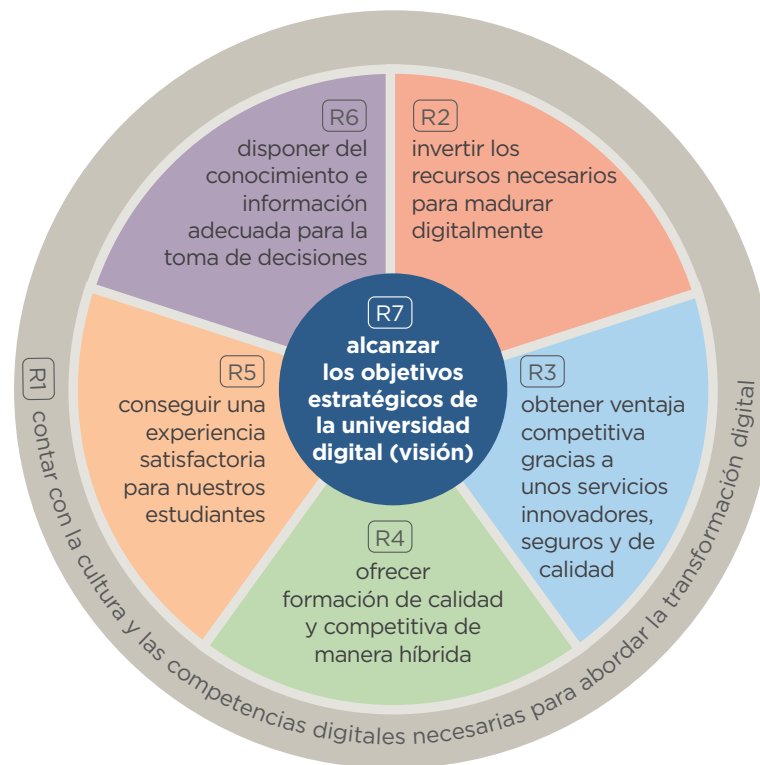 R6
disponer del
conocimiento e
información
adecuada para la
toma de decisiones
R2
invertir los
recursos necesarios
para madurar
digitalmente
R7
alcanzar
los objetivos
estratégicos de
la universidad
digital (visión)
R5
conseguir una
experiencia
satisfactoria
para nuestros
estudiantes
R3
obtener ventaja
competitiva
gracias a
unos servicios
innovadores,
seguros y de
calidad
R4
ofrecer
formación de calidad
y competitiva de
manera híbrida
R1 contar con la cultura y las competencias digitales necesarias para abordar la transformación digital